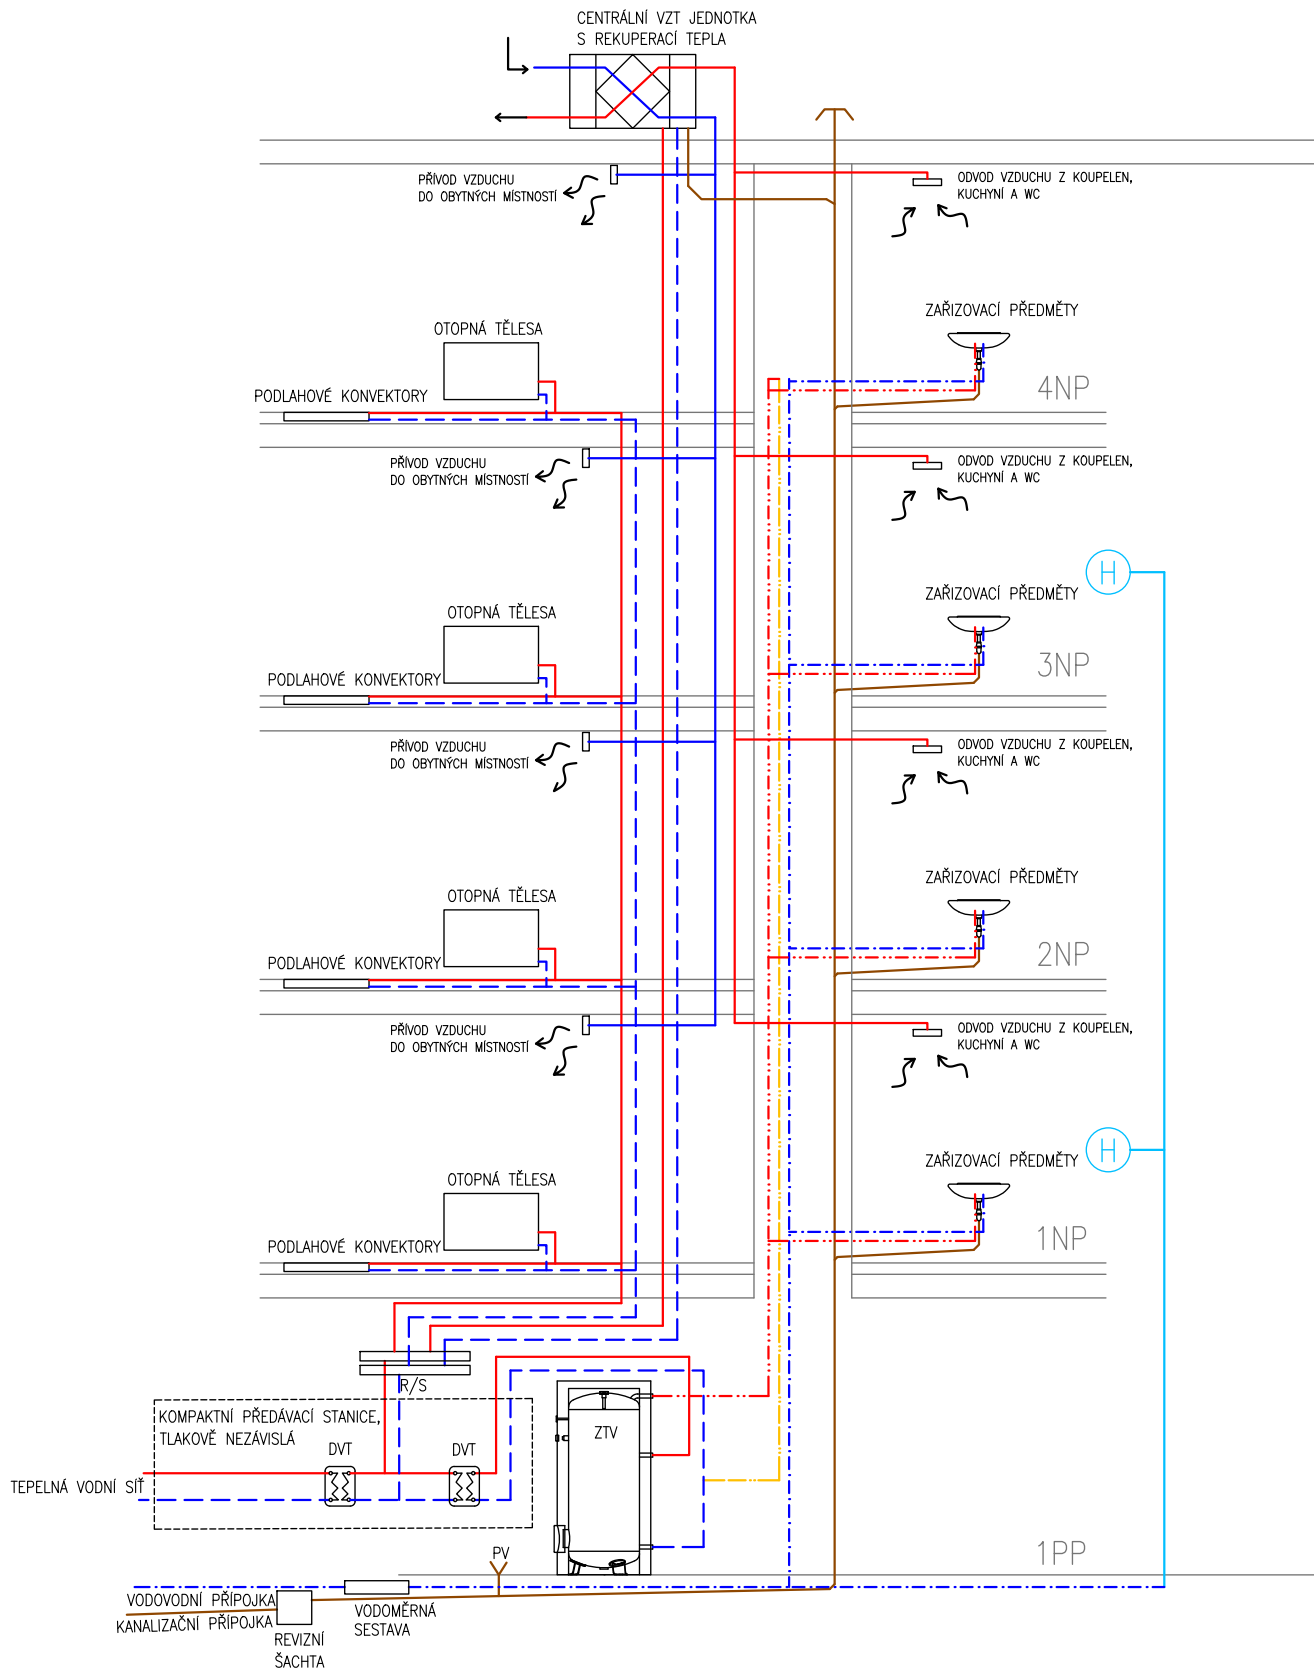 CENTRÁLNÍ VZT JEDNOTKA
S REKUPERACÍ TEPLA
PŘÍVOD VZDUCHU
DO OBYTNÝCH MÍSTNOSTÍ
ODVOD VZDUCHU Z KOUPELEN,
KUCHYNÍ A WC
ZAŘIZOVACÍ PŘEDMĚTY
OTOPNÁ TĚLESA
4NP
PODLAHOVÉ KONVEKTORY
PŘÍVOD VZDUCHU
DO OBYTNÝCH MÍSTNOSTÍ
ODVOD VZDUCHU Z KOUPELEN,
KUCHYNÍ A WC
H
ZAŘIZOVACÍ PŘEDMĚTY
OTOPNÁ TĚLESA
3NP
PODLAHOVÉ KONVEKTORY
PŘÍVOD VZDUCHU
DO OBYTNÝCH MÍSTNOSTÍ
ODVOD VZDUCHU Z KOUPELEN,
KUCHYNÍ A WC
ZAŘIZOVACÍ PŘEDMĚTY
OTOPNÁ TĚLESA
2NP
PODLAHOVÉ KONVEKTORY
PŘÍVOD VZDUCHU
DO OBYTNÝCH MÍSTNOSTÍ
ODVOD VZDUCHU Z KOUPELEN,
KUCHYNÍ A WC
H
ZAŘIZOVACÍ PŘEDMĚTY
OTOPNÁ TĚLESA
1NP
PODLAHOVÉ KONVEKTORY
R/S
KOMPAKTNÍ PŘEDÁVACÍ STANICE,
TLAKOVĚ NEZÁVISLÁ
DVT
DVT
ZTV
TEPELNÁ VODNÍ SÍŤ
PV
1PP
VODOVODNÍ PŘÍPOJKA
KANALIZAČNÍ PŘÍPOJKA
VODOMĚRNÁ
SESTAVA
REVIZNÍ
ŠACHTA